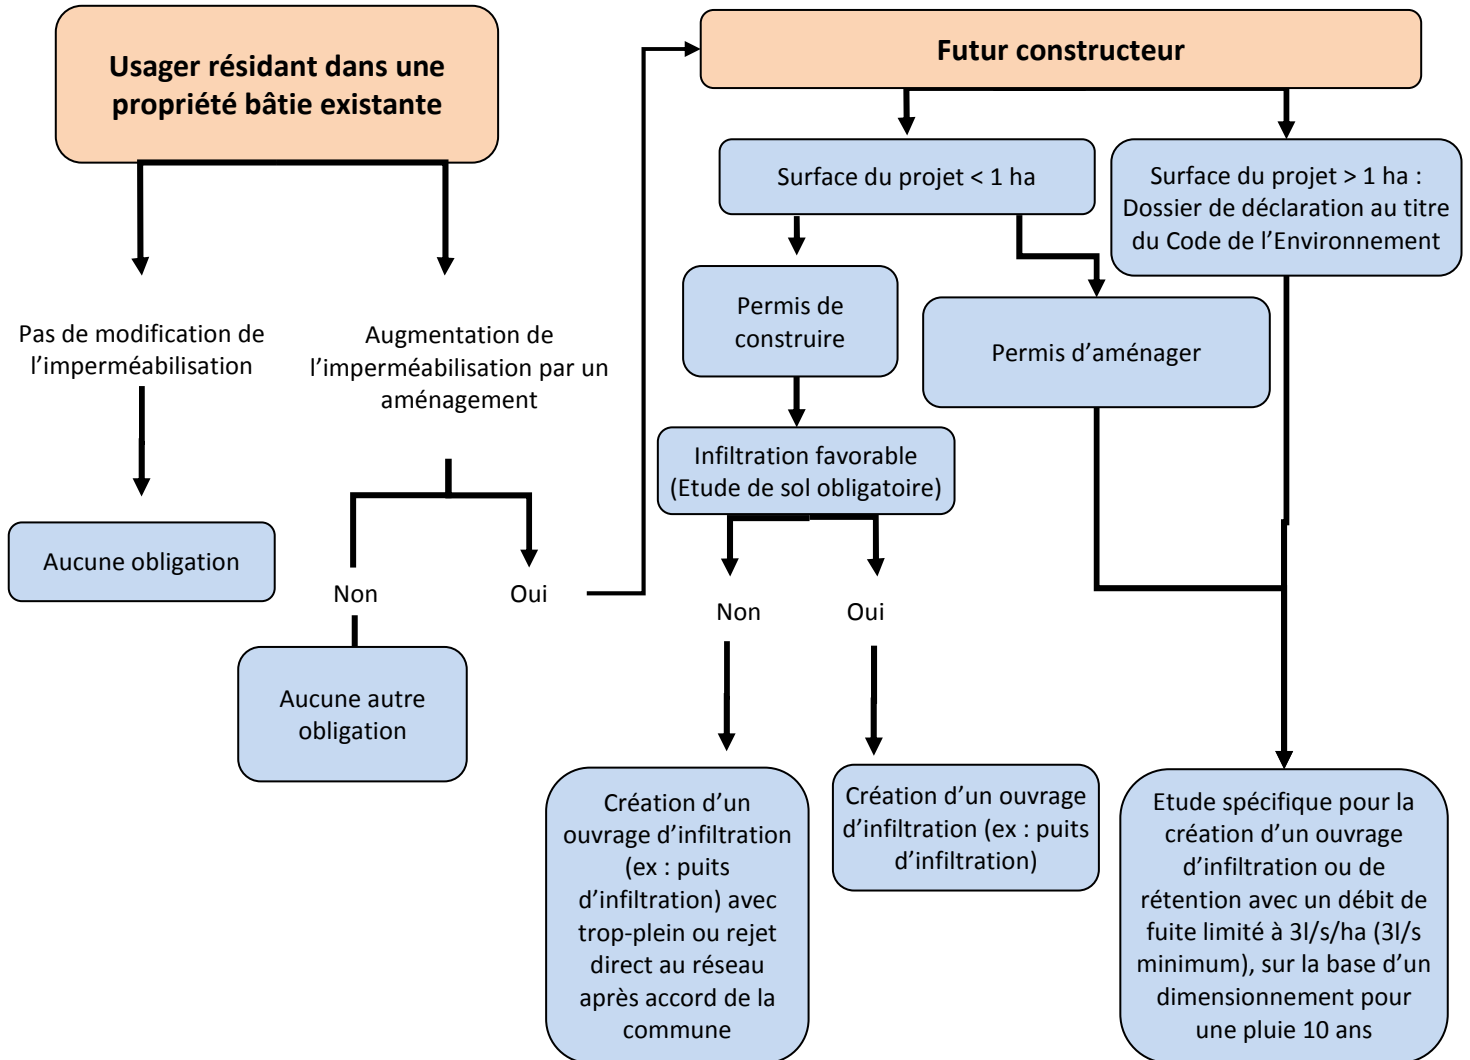 Usager résidant dans une
propriété bâtie existante
Futur constructeur
Surface du projet < 1 ha
Surface du projet > 1 ha :
Dossier de déclaration au titre
du Code de l’Environnement
Pas de modification de
l’imperméabilisation
Augmentation de
l’imperméabilisation par un
aménagement
Permis de
construire
Permis d’aménager
Infiltration favorable
(Etude de sol obligatoire)
Aucune obligation
Non
Oui
Non
Oui
Aucune autre
obligation
Création d’un
ouvrage d’infiltration
(ex : puits
d’infiltration) avec
trop-plein ou rejet
direct au réseau
après accord de la
commune
Création d’un ouvrage
d’infiltration (ex : puits
d’infiltration)
Etude spécifique pour la
création d’un ouvrage
d’infiltration ou de
rétention avec un débit de
fuite limité à 3l/s/ha (3l/s
minimum), sur la base d’un
dimensionnement pour
une pluie 10 ans